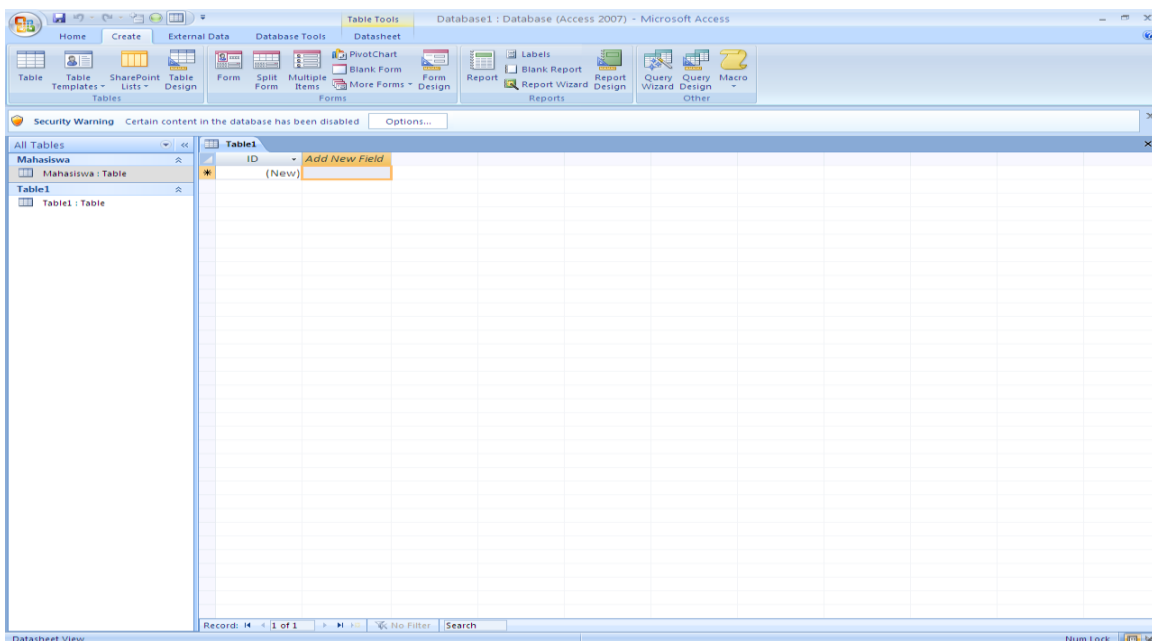 Table Tools Database1 : Database (Access 2007) - Microsoft Access
Home Create External Data Database Tools Datasheet
Table
Table Templates
SharePoint Lists
Table Design
Tables
Form
Split Form
Multiple Items
PivotChart
Blank Form
More Forms
Form Design
Forms
Report
Labels
Blank Report
Report Wizard
Report Design
Reports
Query Wizard
Query Design
Macro
Other
Security Warning Certain content in the database has been disabled Options...
All Tables
Mahasiswa
Mahasiswa : Table
Table1
Table1 : Table
Table1
ID Add New Field
(New)
Record: 1 of 1 No Filter Search
Datasheet View Num Lock